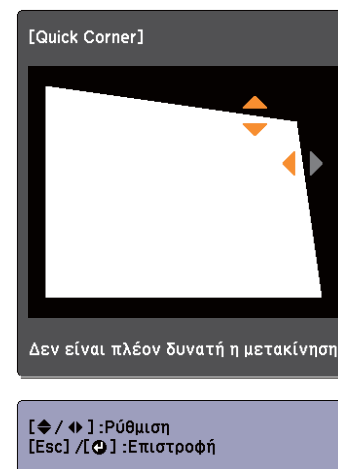 [Quick Corner]
Δεν είναι πλέον δυνατή η μετακίνηση
[ / ] :Ρύθμιση
[Esc] /[ ] :Επιστροφή